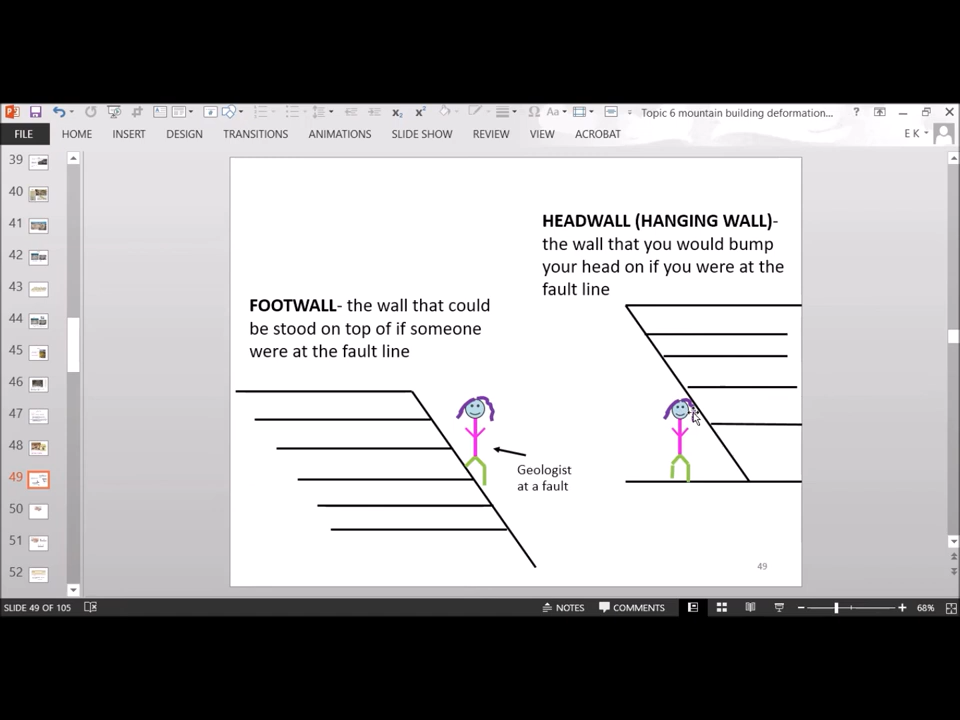 Topic 6 mountain building deformation...
?
FILE
HOME
INSERT
DESIGN
TRANSITIONS
ANIMATIONS
SLIDE SHOW
REVIEW
VIEW
ACROBAT
E K
39
40
41
42
43
44
45
46
47
48
49
50
51
52
HEADWALL (HANGING WALL)-
the wall that you would bump
your head on if you were at the
fault line
FOOTWALL- the wall that could
be stood on top of if someone
were at the fault line
Geologist
at a fault
49
SLIDE 49 OF 105
NOTES
COMMENTS
68%